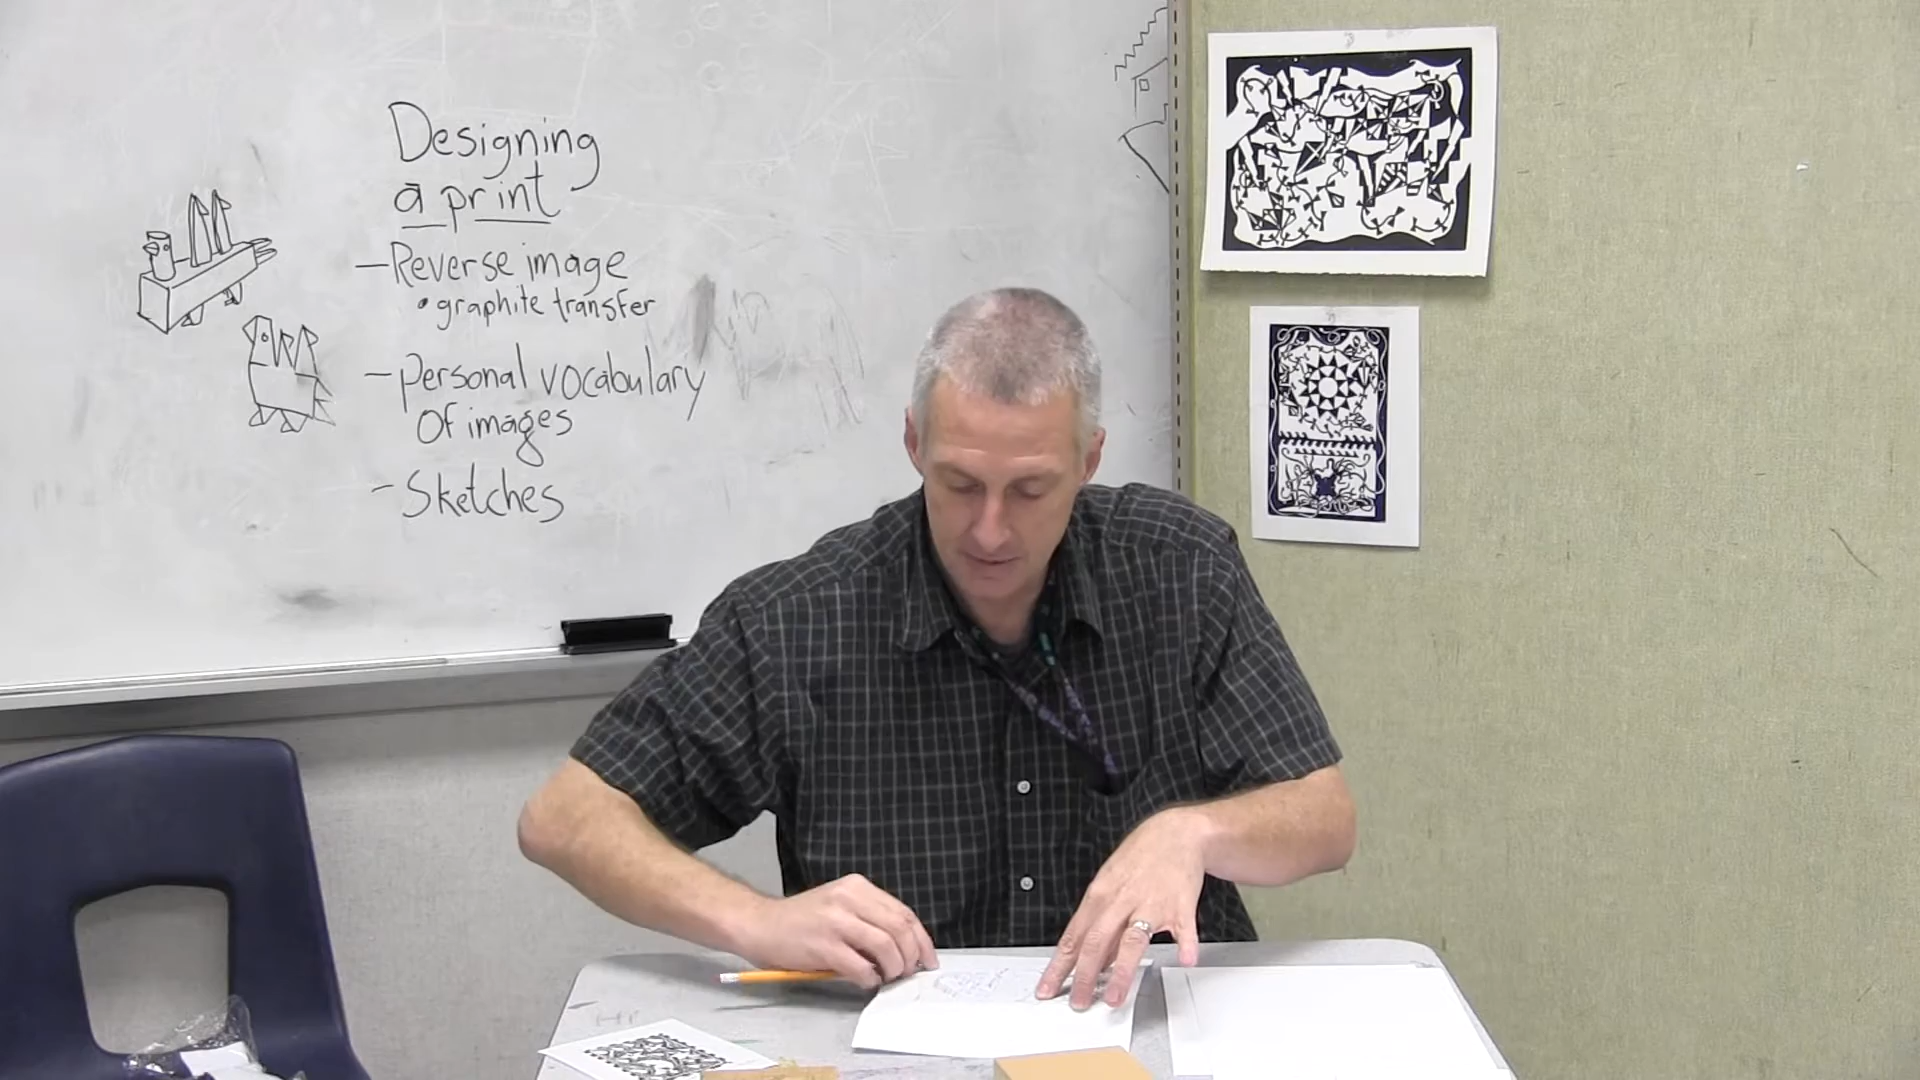 Designing
a print
- Reverse image
• graphite transfer
- personal vocabulary
of images
- Sketches